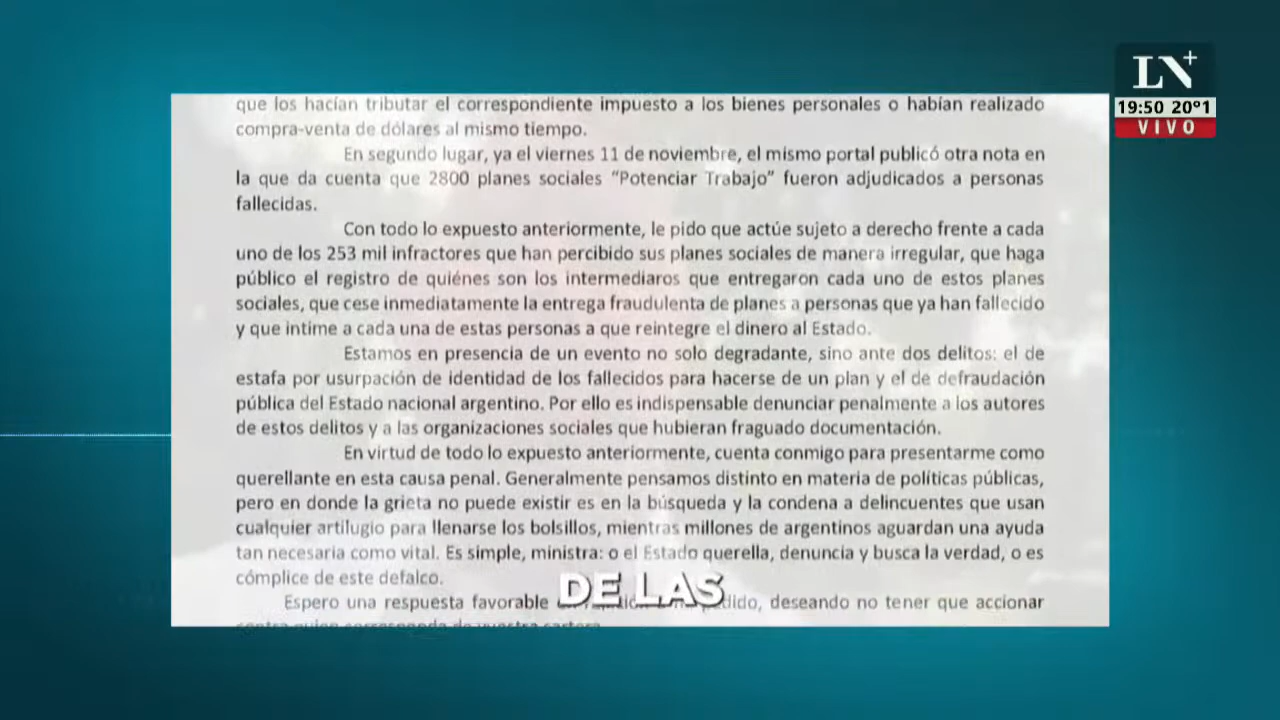 LN+
19:50 20°1
VIVO
que los hacían tributar el correspondiente impuesto a los bienes personales o habían realizado
compra-venta de dólares al mismo tiempo.
En segundo lugar, ya el viernes 11 de noviembre, el mismo portal publicó otra nota en
la que da cuenta que 2800 planes sociales “Potenciar Trabajo” fueron adjudicados a personas
fallecidas.
Con todo lo expuesto anteriormente, le pido que actúe sujeto a derecho frente a cada
uno de los 253 mil infractores que han percibido sus planes sociales de manera irregular, que haga
público el registro de quiénes son los intermediaros que entregaron cada uno de estos planes
sociales, que cese inmediatamente la entrega fraudulenta de planes a personas que ya han fallecido
y que intime a cada una de estas personas a que reintegre el dinero al Estado.
Estamos en presencia de un evento no solo degradante, sino ante dos delitos: el de
estafa por usurpación de identidad de los fallecidos para hacerse de un plan y el de defraudación
pública del Estado nacional argentino. Por ello es indispensable denunciar penalmente a los autores
de estos delitos y a las organizaciones sociales que hubieran fraguado documentación.
En virtud de todo lo expuesto anteriormente, cuenta conmigo para presentarme como
querellante en esta causa penal. Generalmente pensamos distinto en materia de políticas públicas,
pero en donde la grieta no puede existir es en la búsqueda y la condena a delincuentes que usan
cualquier artilugio para llenarse los bolsillos, mientras millones de argentinos aguardan una ayuda
tan necesaria como vital. Es simple, ministra: o el Estado querella, denuncia y busca la verdad, o es
cómplice de este defalco.
Espero una respuesta favorable deseando no tener que accionar
DE LAS